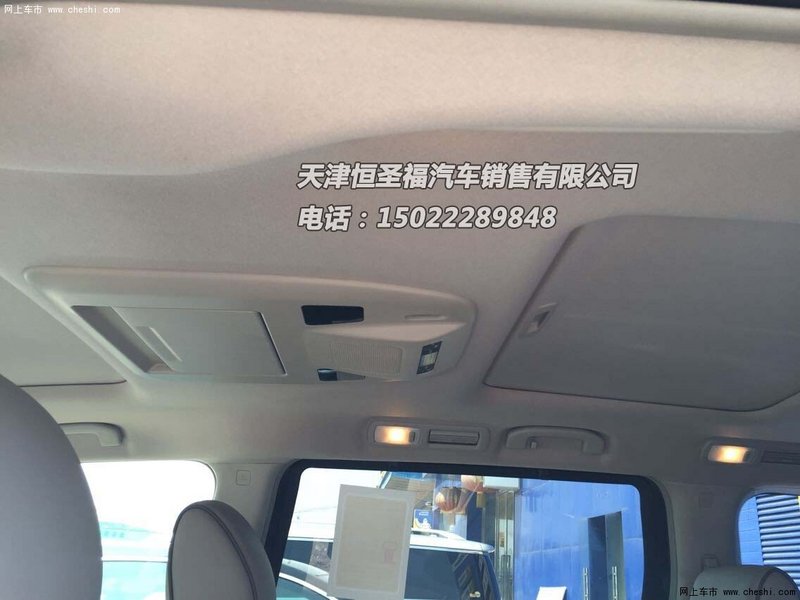 网上车市 · www.cheshi.com
天津恒圣福汽车销售有限公司
电话：15022289848
网上车市 · www.cheshi.com